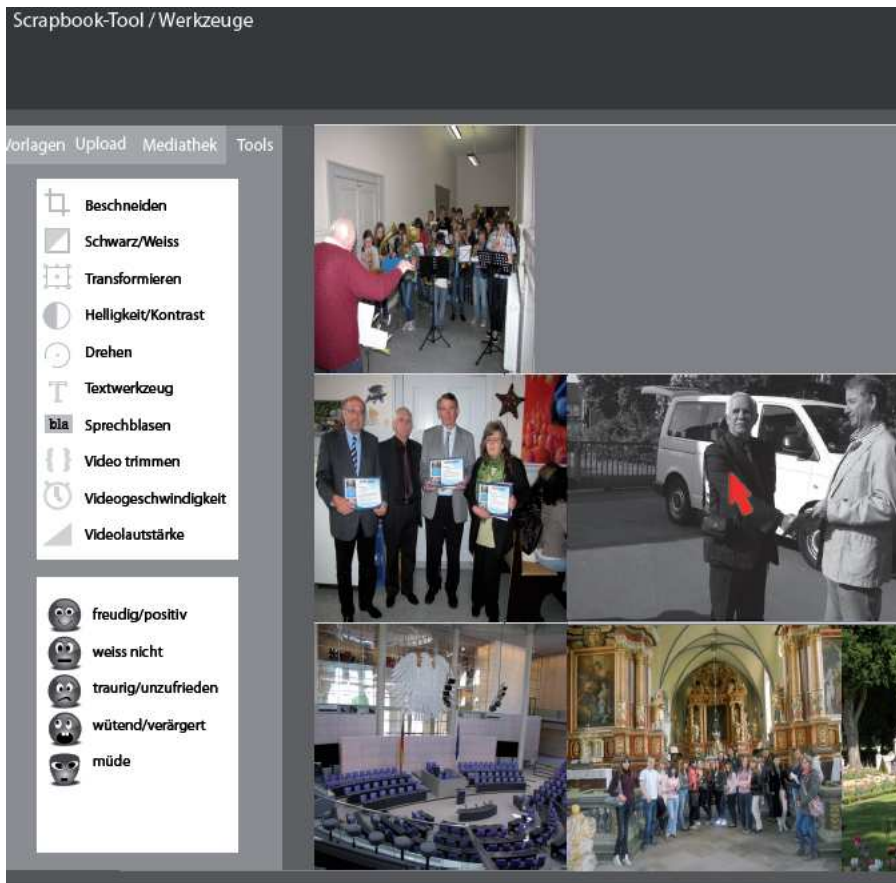 Scrapbook-Tool / Werkzeuge
Vorlagen Upload Mediathek Tools
Beschneiden
Schwarz/Weiss
Transformieren
Helligkeit/Kontrast
Drehen
T Textwerkzeug
bla Sprechblasen
{ } Video trimmen
Videogeschwindigkeit
Videolautstärke
freudig/positiv
weiss nicht
traurig/unzufrieden
wütend/verärgert
müde